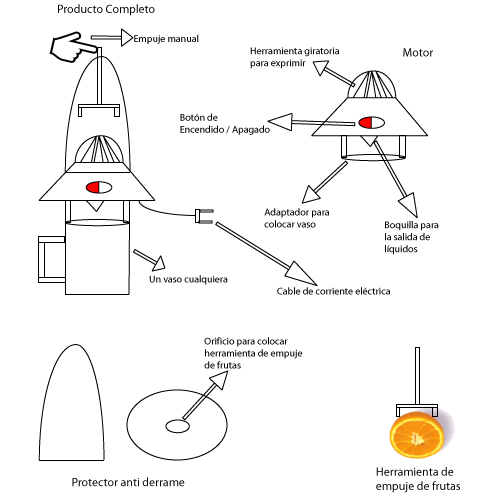 Producto Completo
Empuje manual
Herramienta giratoria
para exprimir
Motor
Botón de
Encendido / Apagado
Adaptador para
colocar vaso
Boquilla para
la salida de
líquidos
Un vaso cualquiera
Cable de corriente eléctrica
Orificio para colocar
herramienta de empuje
de frutas
Protector anti derrame
Herramienta de
empuje de frutas